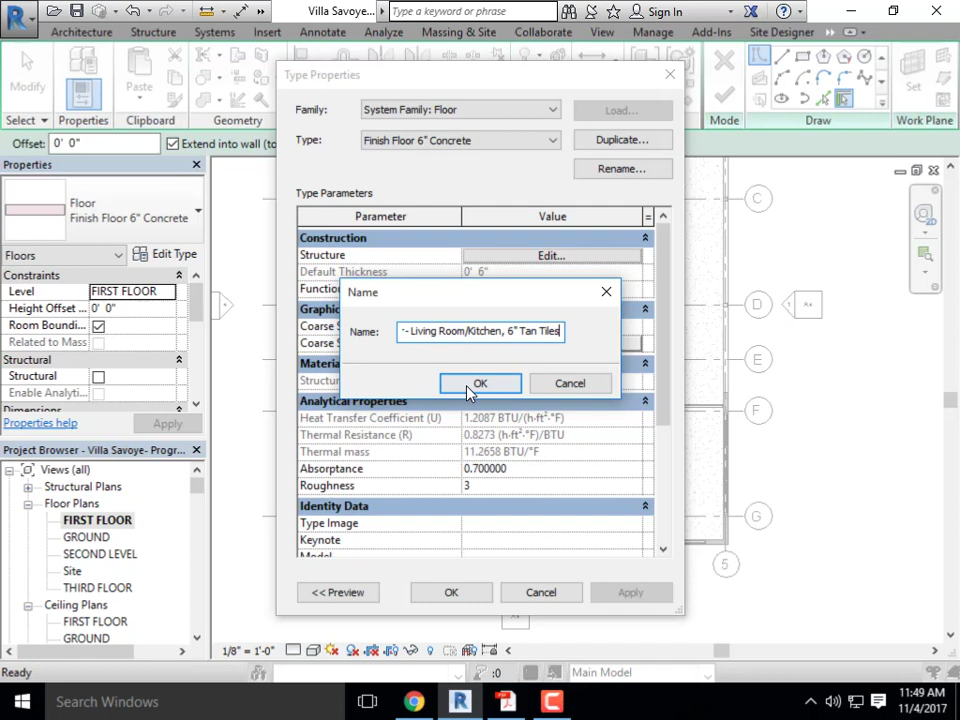 Villa Savoye...
Type a keyword or phrase
Sign In
Architecture
Structure
Systems
Insert
Annotate
Analyze
Massing & Site
Collaborate
View
Manage
Add-Ins
Site Designer
Modify
Paste
Set
Select
Properties
Clipboard
Geometry
Mode
Draw
Work Plane
Offset: 0' 0"
Extend into wall (to
Properties
Floor
Finish Floor 6" Concrete
Floors
Edit Type
Constraints
Level
FIRST FLOOR
Height Offset ...
0' 0"
Room Boundi...
Related to Mass
Structural
Structural
Enable Analyti...
Dimensions
Properties help
Apply
Project Browser - Villa Savoye- Progr...
Views (all)
Structural Plans
Floor Plans
FIRST FLOOR
GROUND
SECOND LEVEL
Site
THIRD FLOOR
Ceiling Plans
FIRST FLOOR
GROUND
Type Properties
Family:
System Family: Floor
Load...
Type:
Finish Floor 6" Concrete
Duplicate...
Rename...
Type Parameters
Parameter
Value
=
Construction
Structure
Edit...
Default Thickness
0' 6"
Graphic
Coarse S
Coarse S
Name
Name:
- Living Room/Kitchen, 6" Tan Tiles
OK
Cancel
Analytical Properties
Heat Transfer Coefficient (U)
1.2087 BTU/(h·ft²·°F)
Thermal Resistance (R)
0.8273 (h·ft²·°F)/BTU
Thermal mass
11.2658 BTU/°F
Absorptance
0.700000
Roughness
3
Identity Data
Type Image
Keynote
Model
<< Preview
OK
Cancel
Apply
C
D
E
F
G
5
1/8" = 1'-0"
Ready
:0
Main Model
Search Windows
11:49 AM
11/4/2017